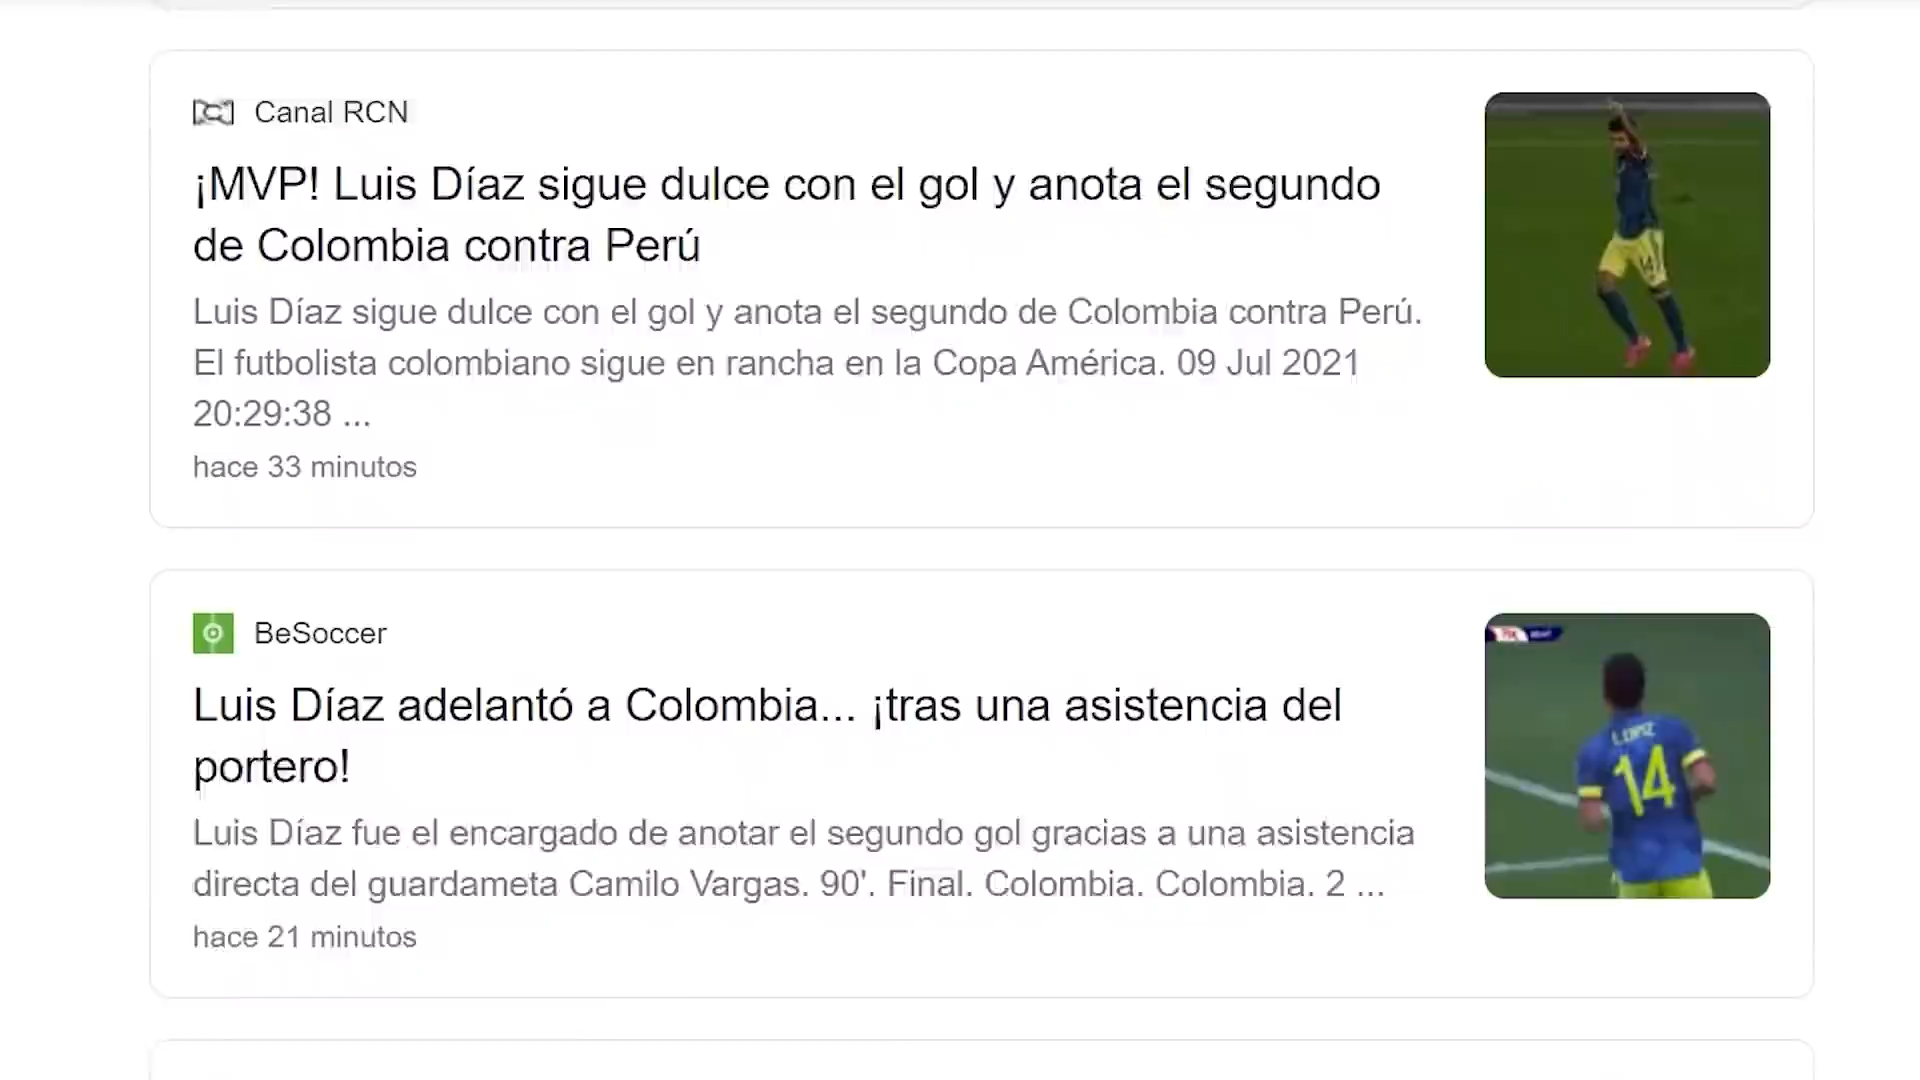 Canal RCN
¡MVP! Luis Díaz sigue dulce con el gol y anota el segundo
de Colombia contra Perú
Luis Díaz sigue dulce con el gol y anota el segundo de Colombia contra Perú.
El futbolista colombiano sigue en rancha en la Copa América. 09 Jul 2021
20:29:38 ...
hace 33 minutos
14
BeSoccer
Luis Díaz adelantó a Colombia... ¡tras una asistencia del
portero!
Luis Díaz fue el encargado de anotar el segundo gol gracias a una asistencia
directa del guardameta Camilo Vargas. 90'. Final. Colombia. Colombia. 2 ...
hace 21 minutos
14